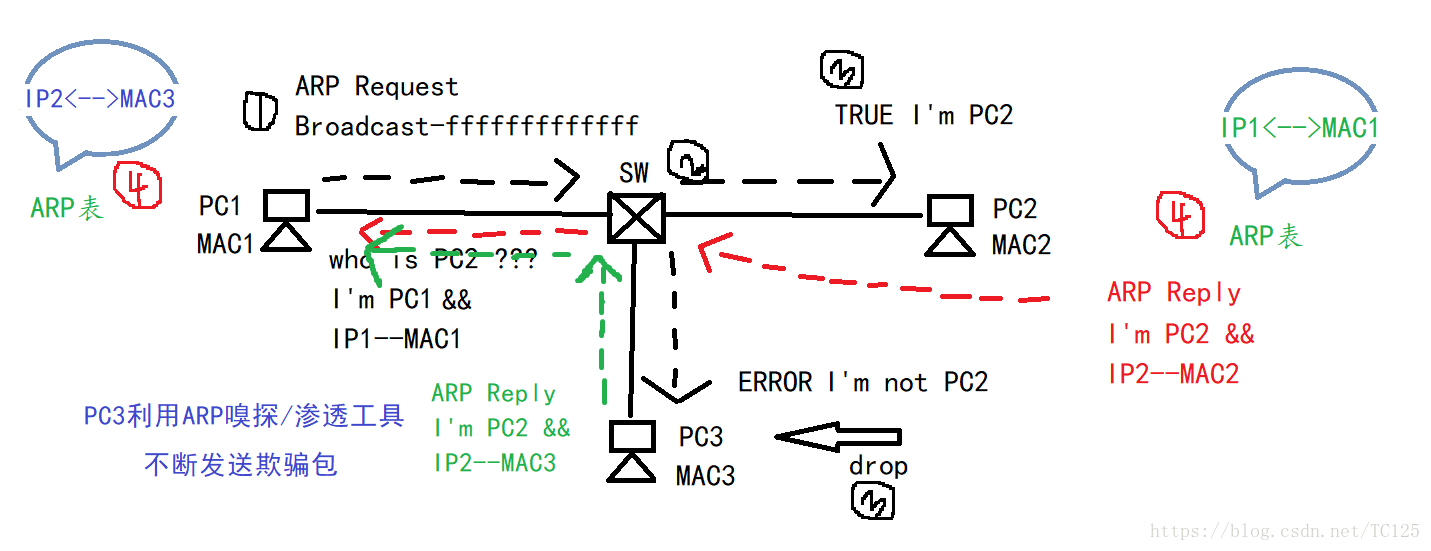 IP2<-->MAC3
④
ARP表
①
ARP Request
Broadcast-fffffffffffff
PC1
MAC1
who is PC2 ???
I'm PC1 &&
IP1--MAC1
SW
②
③
TRUE I'm PC2
PC2
MAC2
IP1<-->MAC1
④
ARP表
ARP Reply
I'm PC2 &&
IP2--MAC2
ERROR I'm not PC2
PC3利用ARP嗅探/渗透工具
不断发送欺骗包
ARP Reply
I'm PC2 &&
IP2--MAC3
PC3
MAC3
drop
③
https://blog.csdn.net/TC125